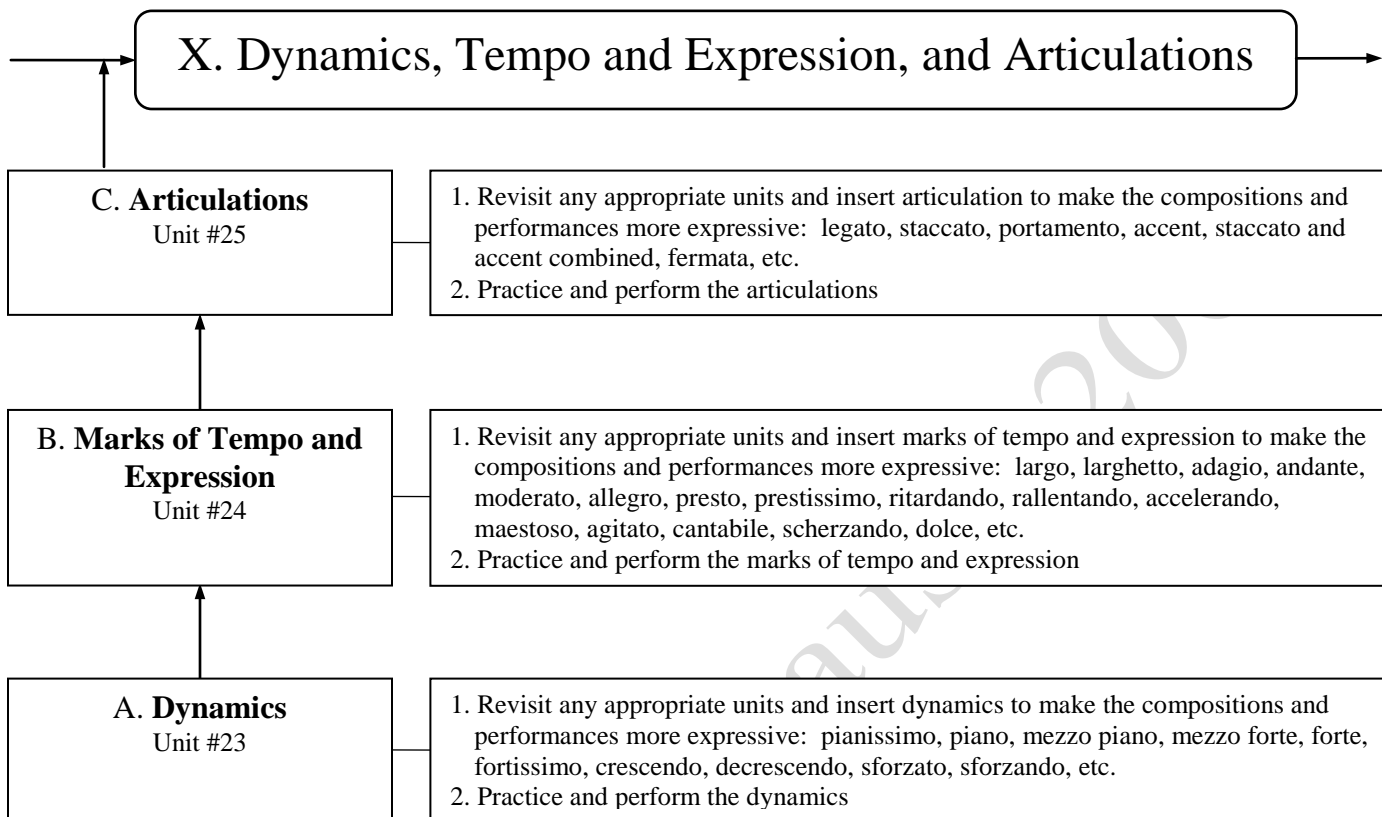 X. Dynamics, Tempo and Expression, and Articulations
C. Articulations
Unit #25
1. Revisit any appropriate units and insert articulation to make the compositions and
performances more expressive: legato, staccato, portamento, accent, staccato and
accent combined, fermata, etc.
2. Practice and perform the articulations
B. Marks of Tempo and
Expression
Unit #24
1. Revisit any appropriate units and insert marks of tempo and expression to make the
compositions and performances more expressive: largo, larghetto, adagio, andante,
moderato, allegro, presto, prestissimo, ritardando, rallentando, accelerando,
maestoso, agitato, cantabile, scherzando, dolce, etc.
2. Practice and perform the marks of tempo and expression
A. Dynamics
Unit #23
1. Revisit any appropriate units and insert dynamics to make the compositions and
performances more expressive: pianissimo, piano, mezzo piano, mezzo forte, forte,
fortissimo, crescendo, decrescendo, sforzato, sforzando, etc.
2. Practice and perform the dynamics